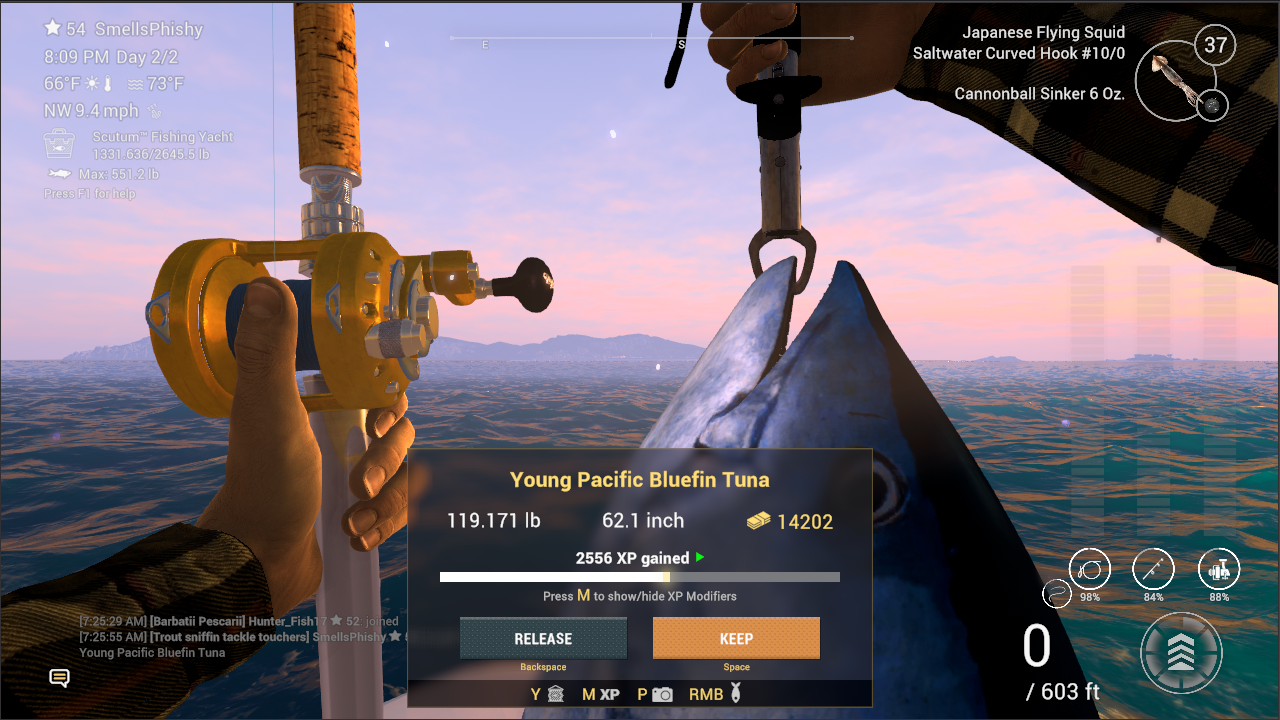 54 SmellsPhishy
8:09 PM Day 2/2
66°F 73°F
NW 9.4 mph
Scutum™ Fishing Yacht
1331.636/2645.5 lb
Max: 551.2 lb
Press F1 for help
E
S
Japanese Flying Squid
Saltwater Curved Hook #10/0
Cannonball Sinker 6 Oz.
37
Young Pacific Bluefin Tuna
119.171 lb 62.1 inch 14202
2556 XP gained
Press M to show/hide XP Modifiers
RELEASE KEEP
Backspace Space
Y M XP P RMB
[7:25:29 AM] [Barbatii Pescarii] Hunter_Fish17 ★ 52: joined
[7:25:55 AM] [Trout sniffin tackle touchers] SmellsPhishy ★
Young Pacific Bluefin Tuna
98% 84% 88%
0
/ 603 ft